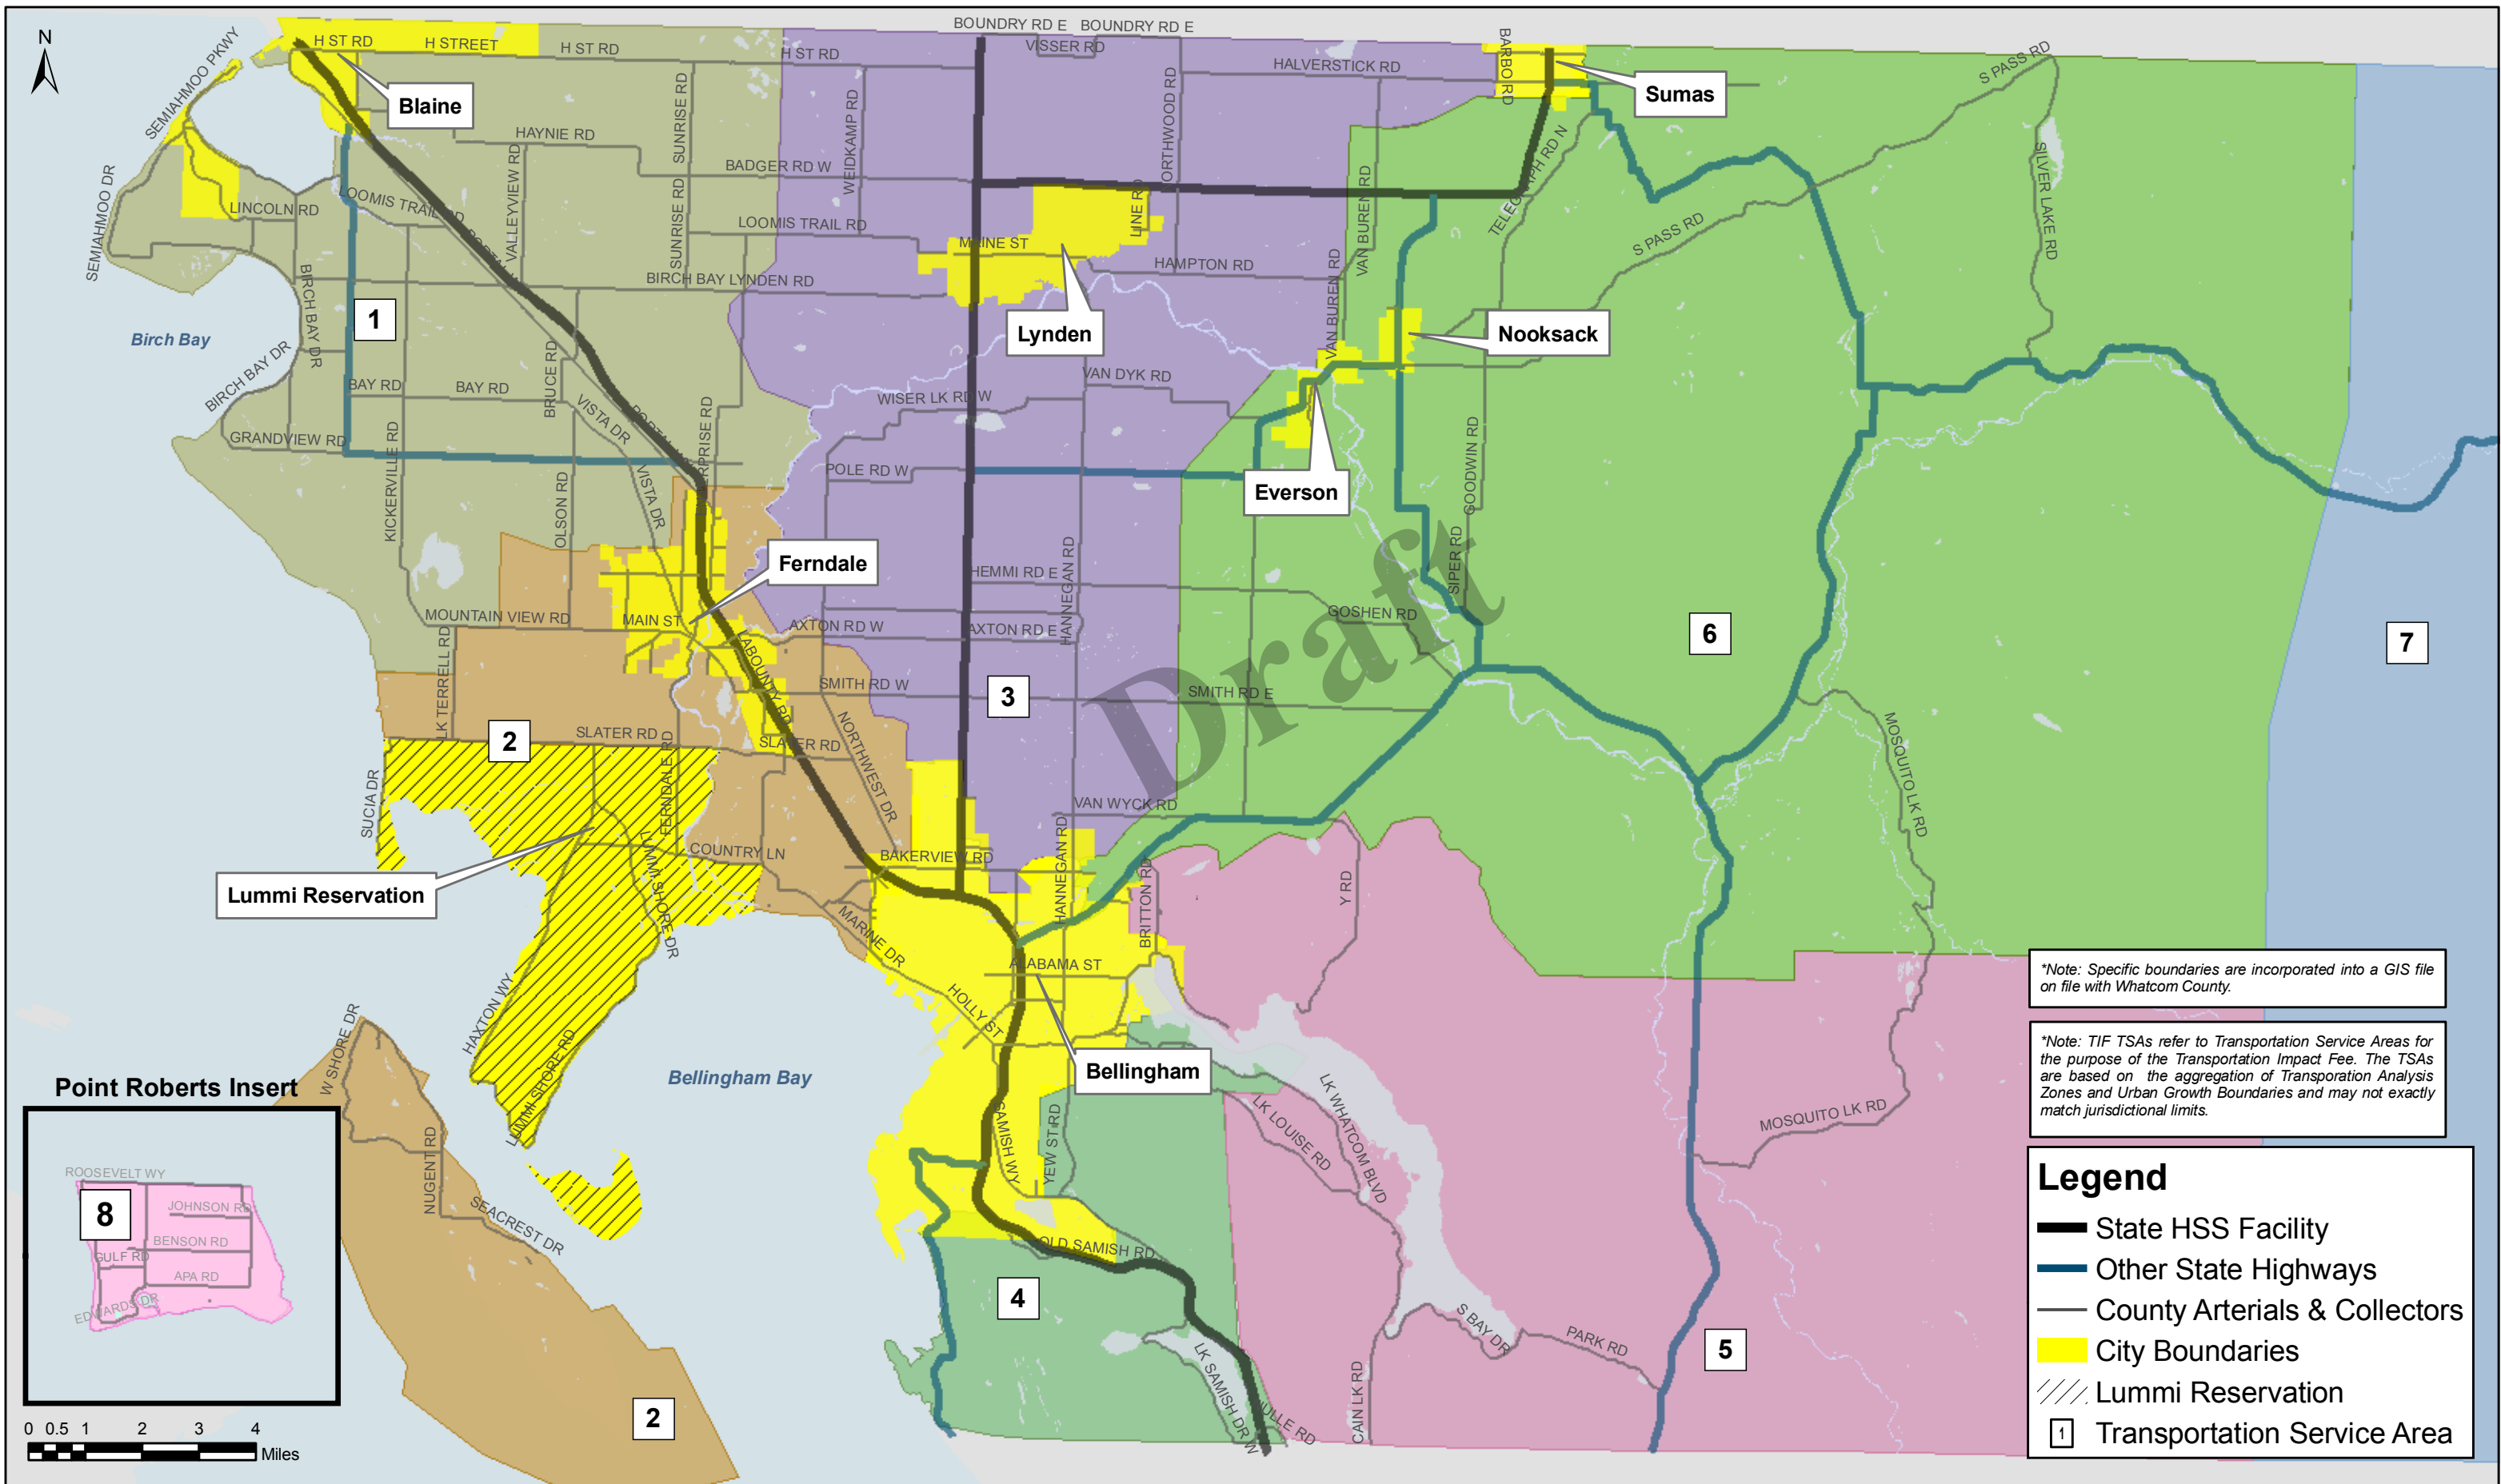 N
BOUNDRY RD E
BOUNDRY RD E
VISSER RD
H ST RD
H STREET
H ST RD
H ST RD
HALVERSTICK RD
BARBO RD
S PASS RD
SEMIAHMOO PKWY
Blaine
Sumas
HAYNIE RD
SUNRISE RD
WEIDKAMP RD
NORTHWOOD RD
BADGER RD W
VALLEYVIEW RD
SEMIAHMOO DR
LINCOLN RD
LOOMIS TRAIL RD
SUNRISE RD
LOOMIS TRAIL RD
LINE RD
MAINE ST
VAN BUREN RD
S PASS RD
SILVER LAKE RD
SEMIAHMOO DR
BIRCH BAY DR
BIRCH BAY LYNDEN RD
HAMPTON RD
VAN BUREN RD
1
Birch Bay
Lynden
Nooksack
BIRCH BAY DR
BAY RD
BAY RD
BRUCE RD
VISTA DR
VAN DYK RD
WISER LK RD W
GRANDVIEW RD
KICKERVILLE RD
POLE RD W
GOODWIN RD
Everson
OLSON RD
VISTA DR
Ferndale
HANNEGAN RD
HEMMI RD E
SIPER RD
GOSHEN RD
Draft
MOUNTAIN VIEW RD
MAIN ST
AXTON RD W
AXTON RD E
6
7
LK TERRELL RD
LABOUNTY RD
SMITH RD W
3
SMITH RD E
2
SLATER RD
SLATER RD
NORTHWEST DR
MOSQUITO LK RD
SUCIA DR
FERNDALE RD
VAN WYCK RD
LUMMI SHORE DR
COUNTRY LN
BAKERVIEW RD
HANNEGAN RD
BRITTON RD
Y RD
Lummi Reservation
MARINE DR
ALABAMA ST
HAXTON WY
HOLLY ST
W SHORE DR
LUMMI SHORE RD
Bellingham Bay
Bellingham
LK WHATCOM BLVD
LK LOUISE RD
MOSQUITO LK RD
SAMISH WY
YEW ST RD
NUGENT RD
SEACREST DR
OLD SAMISH RD
4
5
S BAY DR
PARK RD
CAIN LK RD
LK SAMISH DR W
2
Point Roberts Insert
ROOSEVELT WY
8
JOHNSON RD
BENSON RD
GULF RD
APA RD
EDWARDS DR
0 0.5 1 2 3 4
Miles
*Note: Specific boundaries are incorporated into a GIS file
on file with Whatcom County.
*Note: TIF TSAs refer to Transportation Service Areas for
the purpose of the Transportation Impact Fee. The TSAs
are based on the aggregation of Transporation Analysis
Zones and Urban Growth Boundaries and may not exactly
match jurisdictional limits.
Legend
State HSS Facility
Other State Highways
County Arterials & Collectors
City Boundaries
Lummi Reservation
1 Transportation Service Area